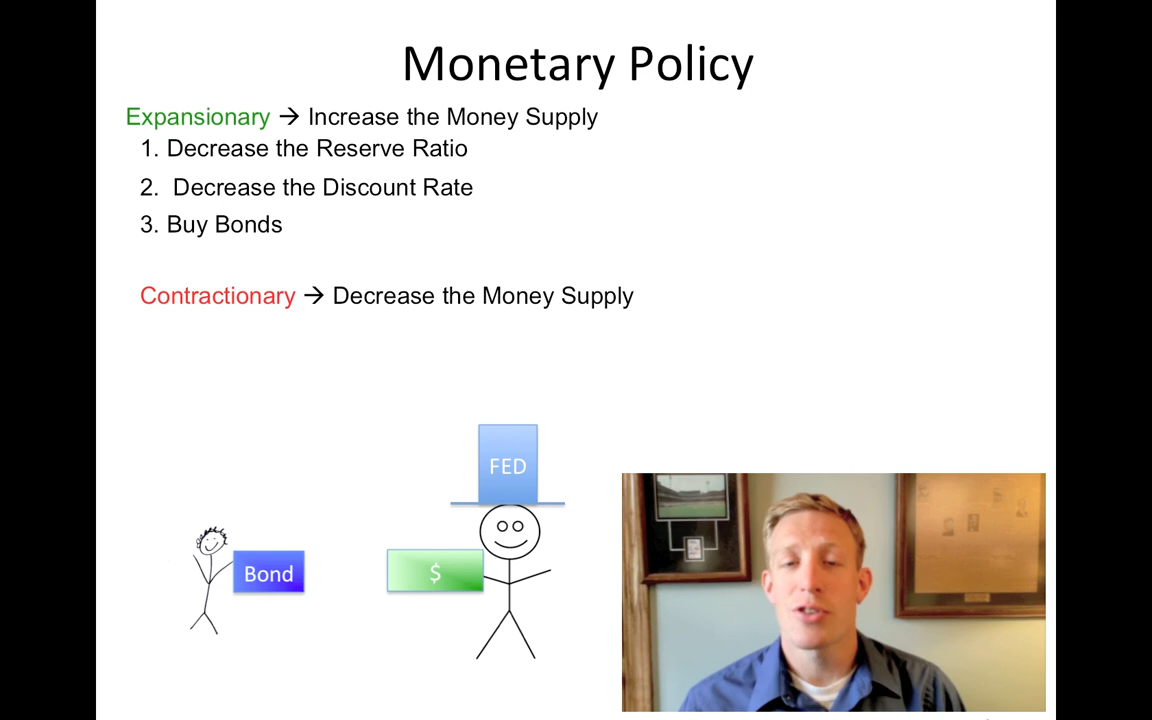 Monetary Policy
Expansionary → Increase the Money Supply
1. Decrease the Reserve Ratio
2. Decrease the Discount Rate
3. Buy Bonds
Contractionary → Decrease the Money Supply
FED
Bond
$